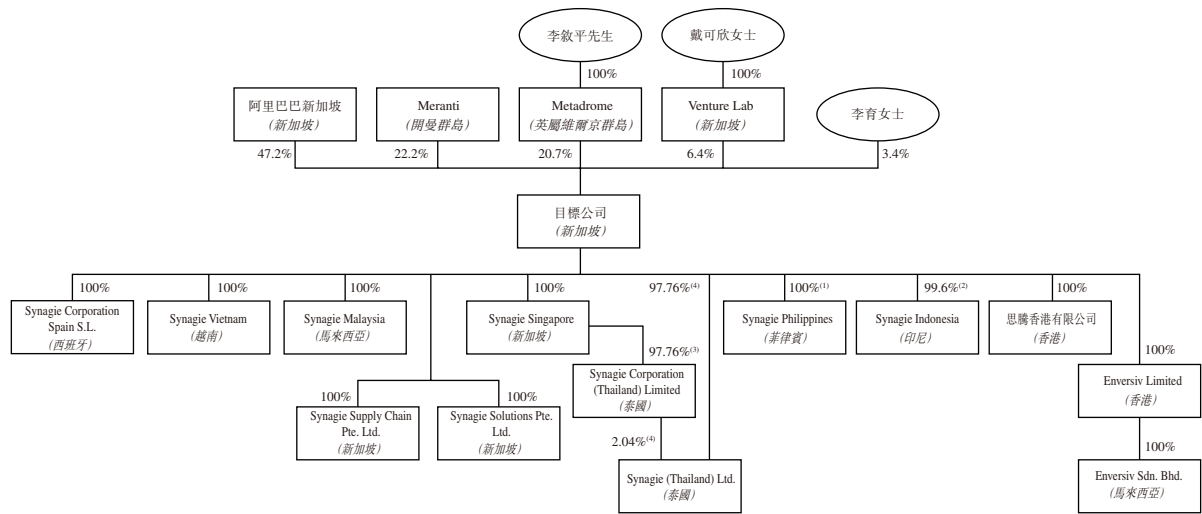 李敘平先生
戴可欣女士
100%
100%
阿里巴巴新加坡
(新加坡)
Meranti
(開曼群島)
Metadrome
(英屬維爾京群島)
Venture Lab
(新加坡)
李育女士
47.2%
22.2%
20.7%
6.4%
3.4%
目標公司
(新加坡)
100%
100%
100%
100%
97.76%(4)
100%(1)
99.6%(2)
100%
Synagie Corporation
Spain S.L.
(西班牙)
Synagie Vietnam
(越南)
Synagie Malaysia
(馬來西亞)
Synagie Singapore
(新加坡)
Synagie Philippines
(菲律賓)
Synagie Indonesia
(印尼)
思騰香港有限公司
(香港)
97.76%(3)
100%
Synagie Corporation
(Thailand) Limited
(泰國)
Enversiv Limited
(香港)
100%
100%
Synagie Supply Chain
Pte. Ltd.
(新加坡)
Synagie Solutions Pte.
Ltd.
(新加坡)
2.04%(4)
100%
Synagie (Thailand) Ltd.
(泰國)
Enversiv Sdn. Bhd.
(馬來西亞)